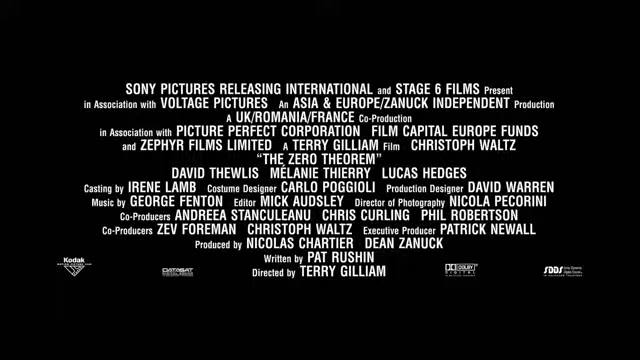 SONY PICTURES RELEASING INTERNATIONAL and STAGE 6 FILMS Present
in Association with VOLTAGE PICTURES An ASIA & EUROPE/ZANUCK INDEPENDENT Production
A UK/ROMANIA/FRANCE Co-Production
in Association with PICTURE PERFECT CORPORATION FILM CAPITAL EUROPE FUNDS
and ZEPHYR FILMS LIMITED A TERRY GILLIAM Film CHRISTOPH WALTZ
“THE ZERO THEOREM”
DAVID THEWLIS MÉLANIE THIERRY LUCAS HEDGES
Casting by IRENE LAMB Costume Designer CARLO POGGIOLI Production Designer DAVID WARREN
Music by GEORGE FENTON Editor MICK AUDSLEY Director of Photography NICOLA PECORINI
Co-Producers ANDREEA STANCULEANU CHRIS CURLING PHIL ROBERTSON
Co-Producers ZEV FOREMAN CHRISTOPH WALTZ Executive Producer PATRICK NEWALL
Produced by NICOLAS CHARTIER DEAN ZANUCK
Written by PAT RUSHIN
Directed by TERRY GILLIAM
Kodak
DATASAT
DOLBY
DIGITAL
SDDS